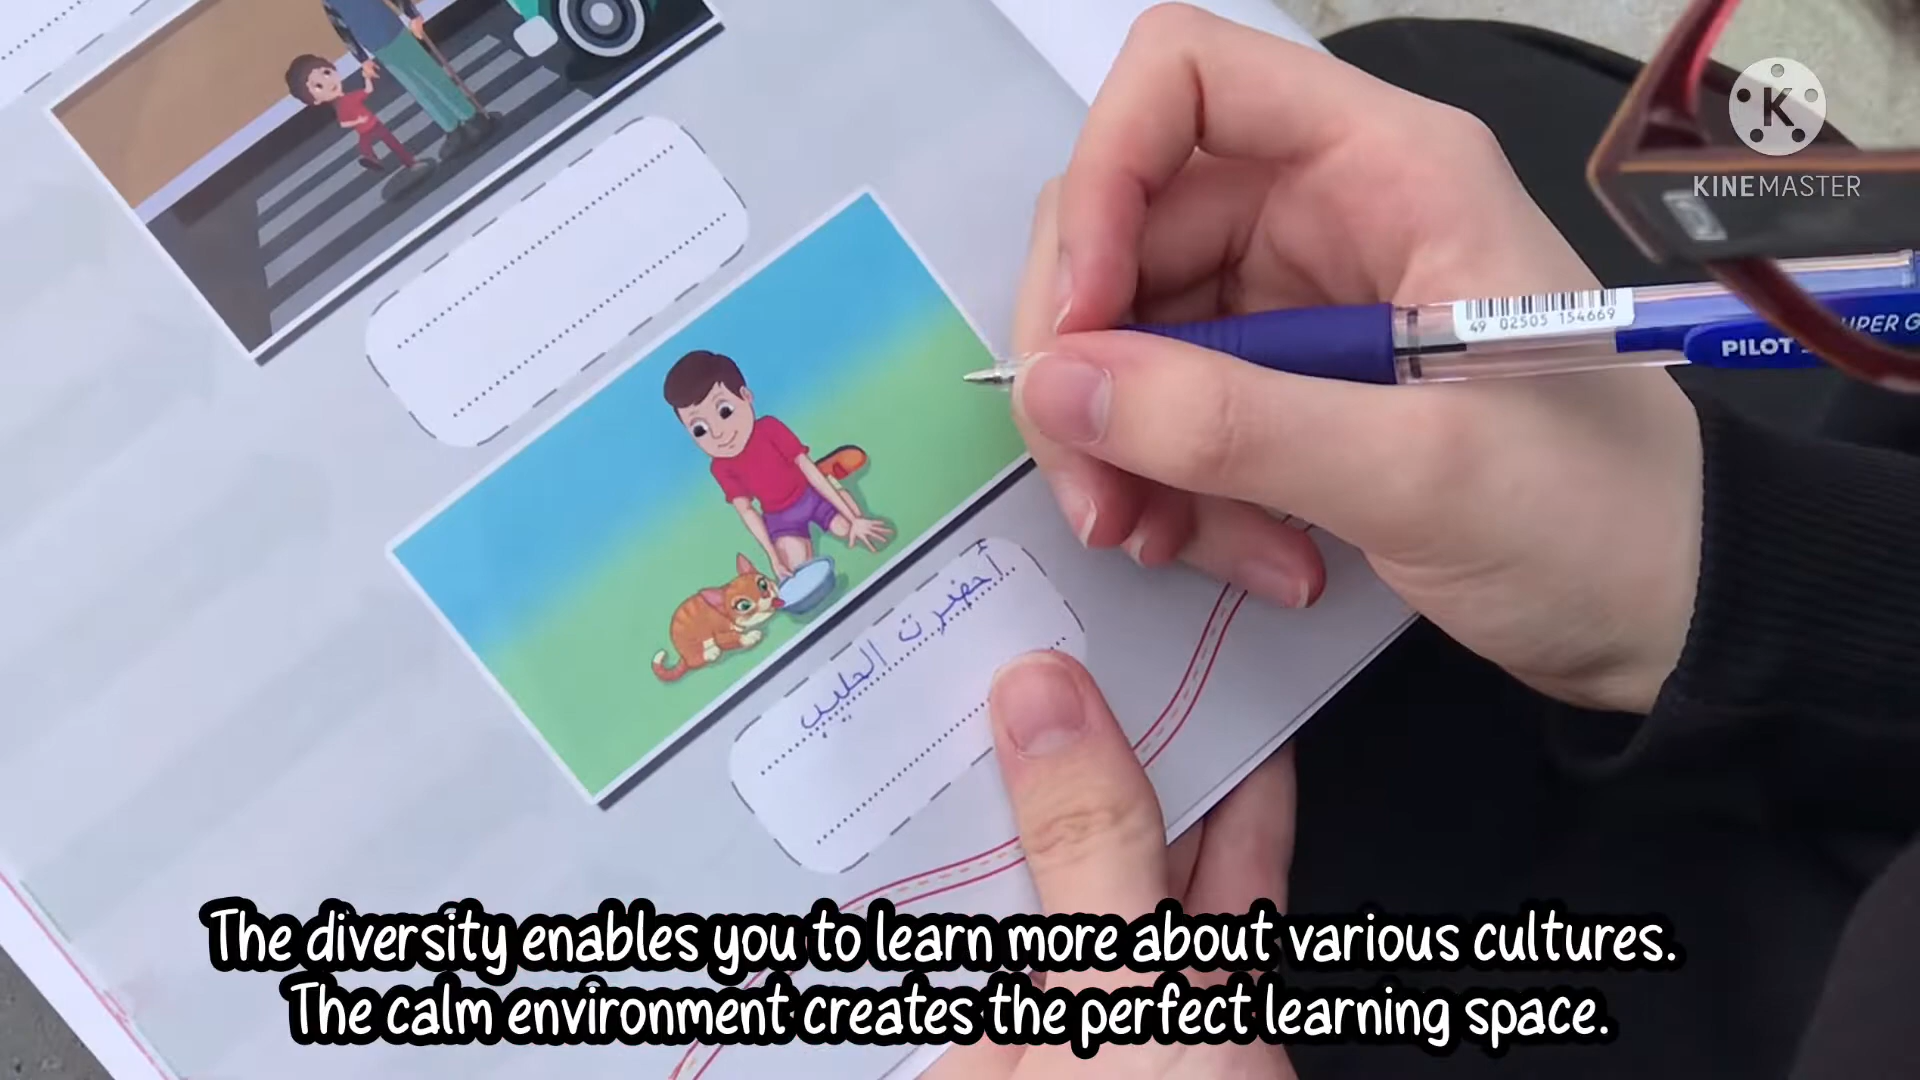 KINEMASTER
49 02505 154669
PILOT
أحضرت الحليب
The diversity enables you to learn more about various cultures.
The calm environment creates the perfect learning space.